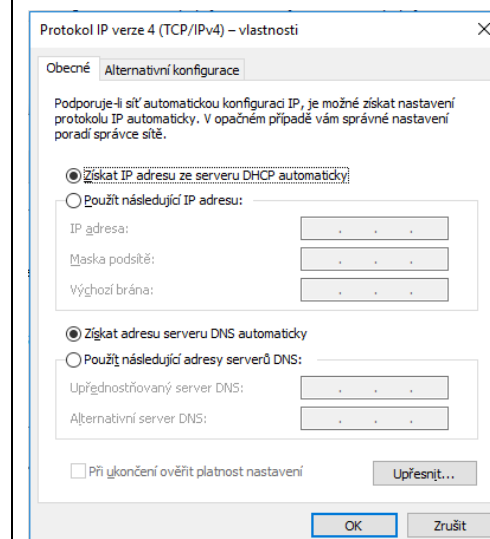 Protokol IP verze 4 (TCP/IPv4) – vlastnosti
Obecné Alternativní konfigurace
Podporuje-li síť automatickou konfiguraci IP, je možné získat nastavení
protokolu IP automaticky. V opačném případě vám správné nastavení
poradí správce sítě.
Získat IP adresu ze serveru DHCP automaticky
Použít následující IP adresu:
IP adresa:
Maska podsítě:
Výchozí brána:
Získat adresu serveru DNS automaticky
Použít následující adresy serverů DNS:
Upřednostňovaný server DNS:
Alternativní server DNS:
Při ukončení ověřit platnost nastavení
Upřesnit...
OK Zrušit